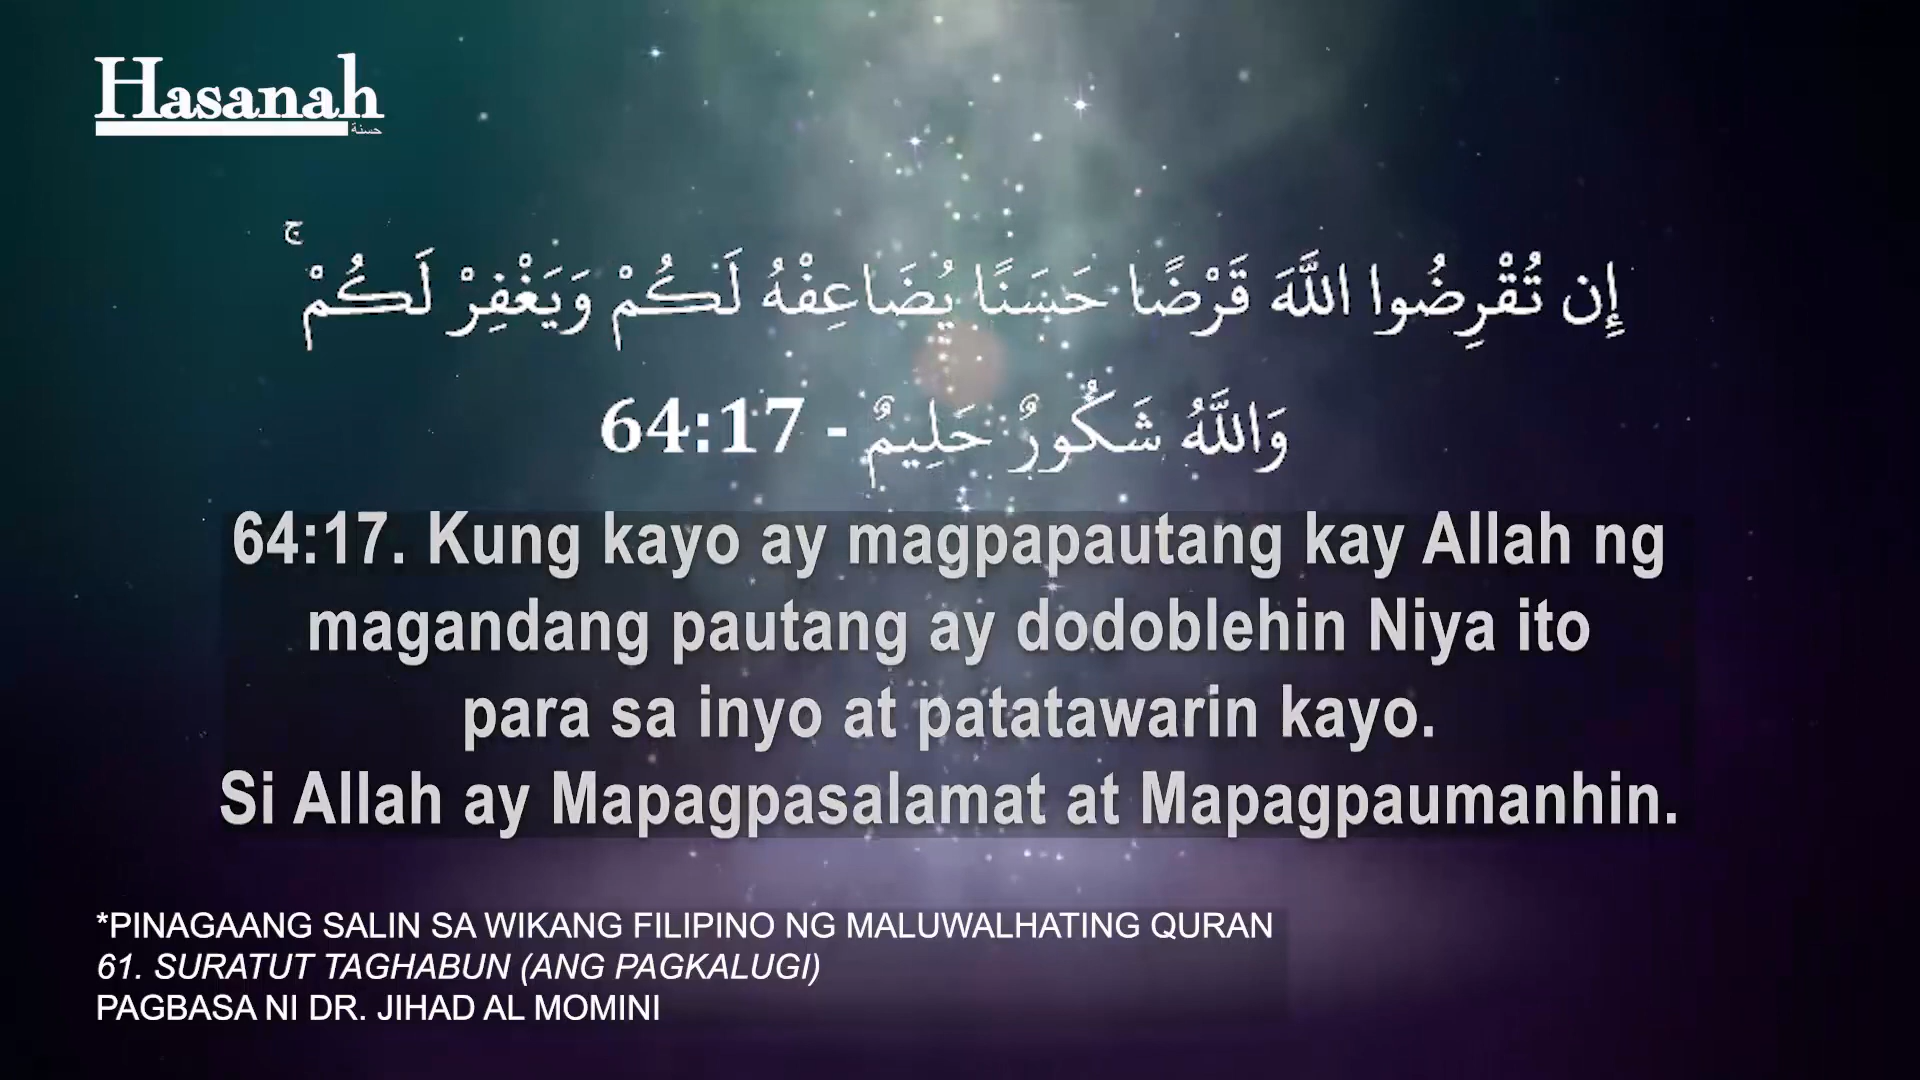 Hasanah
حسنة
إِن تُقْرِضُوا اللَّهَ قَرْضًا حَسَنًا يُضَاعِفْهُ لَكُمْ وَيَغْفِرْ لَكُمْ ۚ
وَاللَّهُ شَكُورٌ حَلِيمٌ - 64:17
64:17. Kung kayo ay magpapautang kay Allah ng
magandang pautang ay dodoblehin Niya ito
para sa inyo at patatawarin kayo.
Si Allah ay Mapagpasalamat at Mapagpaumanhin.
*PINAGAANG SALIN SA WIKANG FILIPINO NG MALUWALHATING QURAN
61. SURATUT TAGHABUN (ANG PAGKALUGI)
PAGBASA NI DR. JIHAD AL MOMINI